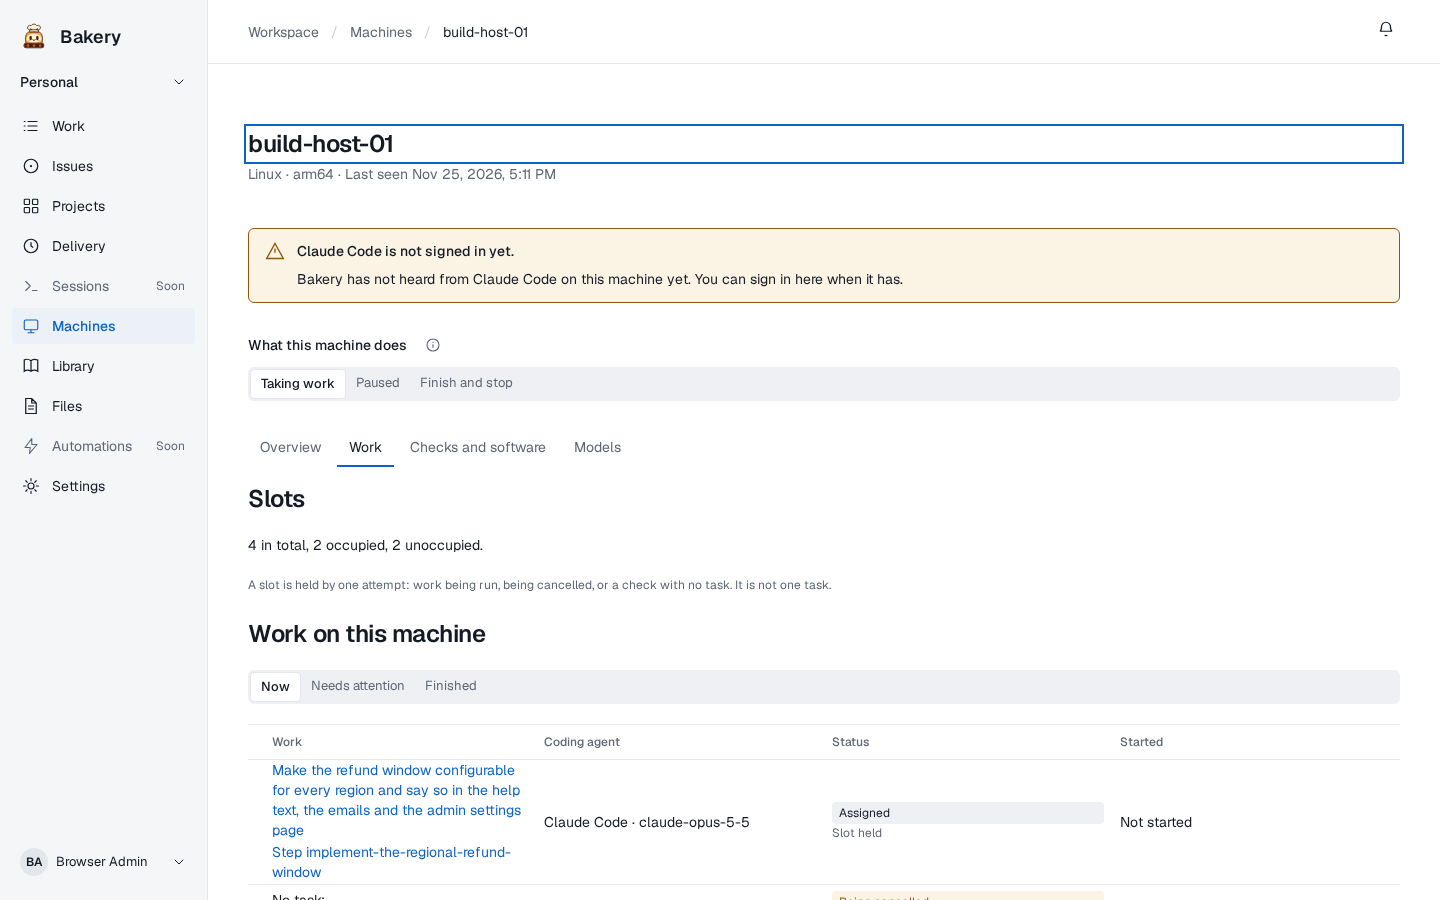 Bakery
Workspace / Machines / build-host-01
Personal
Work
Issues
Projects
Delivery
Sessions Soon
Machines
Library
Files
Automations Soon
Settings
BA Browser Admin
build-host-01
Linux · arm64 · Last seen Nov 25, 2026, 5:11 PM
Claude Code is not signed in yet.
Bakery has not heard from Claude Code on this machine yet. You can sign in here when it has.
What this machine does
Taking work Paused Finish and stop
Overview Work Checks and software Models
Slots
4 in total, 2 occupied, 2 unoccupied.
A slot is held by one attempt: work being run, being cancelled, or a check with no task. It is not one task.
Work on this machine
Now Needs attention Finished
Work Coding agent Status Started
Make the refund window configurable
for every region and say so in the help
text, the emails and the admin settings
page
Step implement-the-regional-refund-
window
Claude Code · claude-opus-5-5
Assigned
Slot held
Not started
No task:
Being cancelled